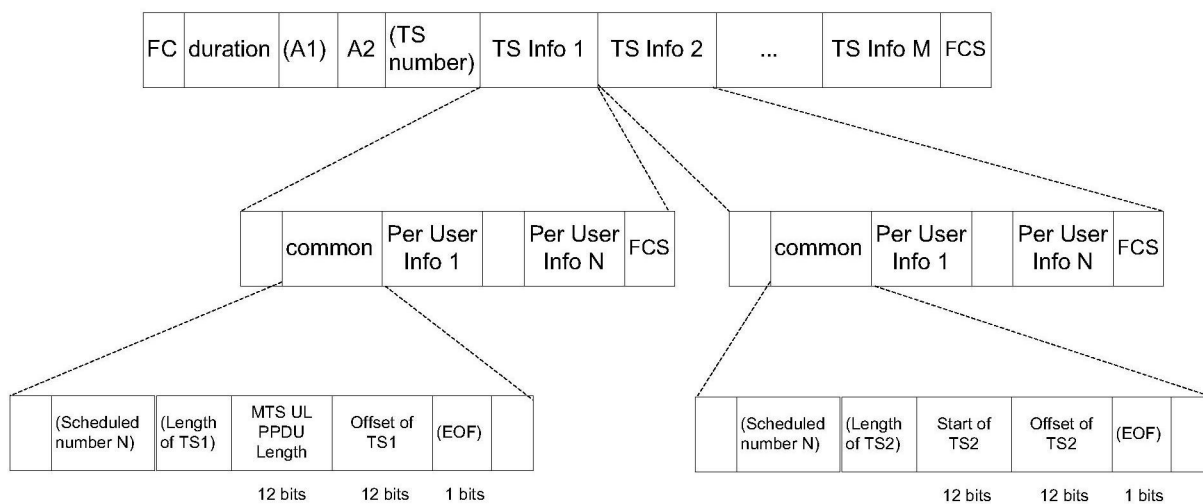 FC duration (A1) A2 (TS number) TS Info 1 TS Info 2 ... TS Info M FCS
common Per User Info 1 Per User Info N FCS
common Per User Info 1 Per User Info N FCS
(Scheduled number N) (Length of TS1) MTS UL PPDU Length Offset of TS1 (EOF)
12 bits 12 bits 1 bits
(Scheduled number N) (Length of TS2) Start of TS2 Offset of TS2 (EOF)
12 bits 12 bits 1 bits